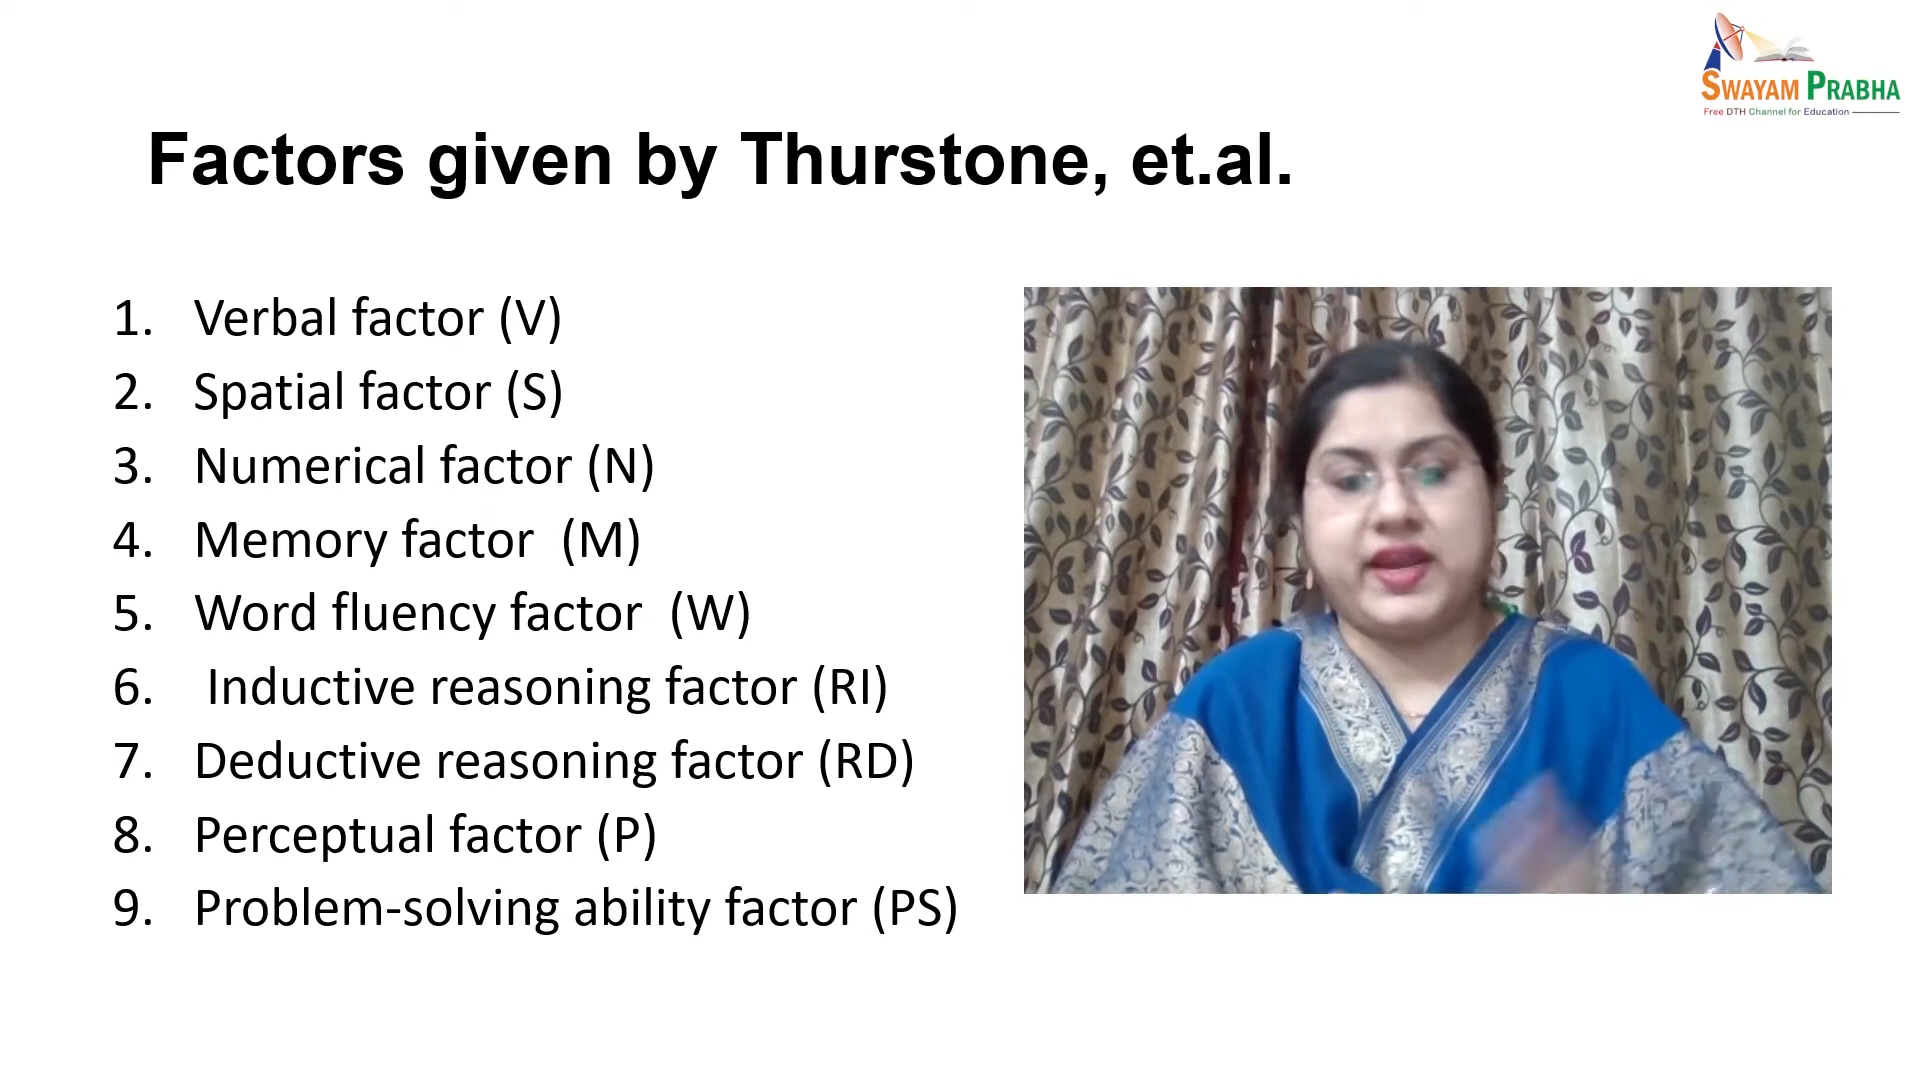 SWAYAM PRABHA
Free DTH Channel for Education
Factors given by Thurstone, et.al.
1. Verbal factor (V)
2. Spatial factor (S)
3. Numerical factor (N)
4. Memory factor (M)
5. Word fluency factor (W)
6. Inductive reasoning factor (RI)
7. Deductive reasoning factor (RD)
8. Perceptual factor (P)
9. Problem-solving ability factor (PS)